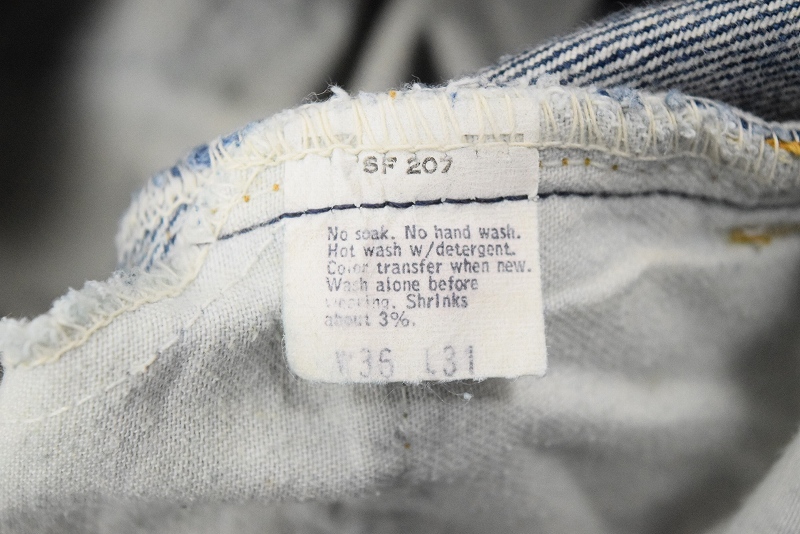 SF 207
No soak. No hand wash.
Hot wash w/detergent.
Color transfer when new.
Wash alone before
wearing. Shrinks
about 3%.
W36 L31